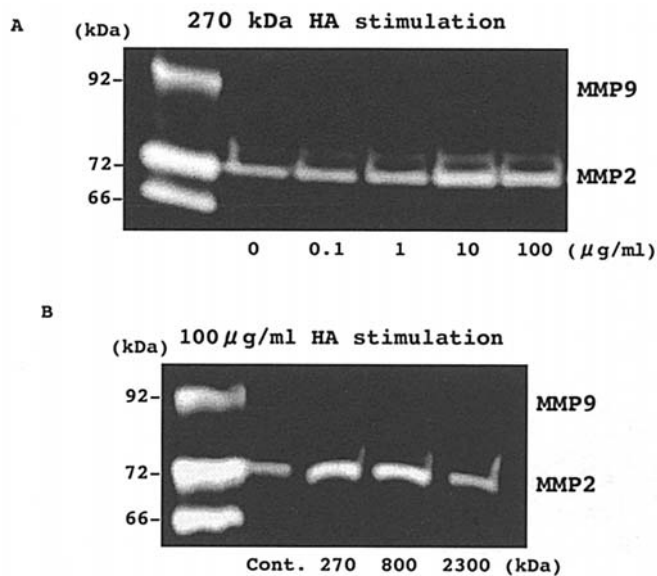 A
270 kDa HA stimulation
(kDa)
92-
MMP9
72-
MMP2
66-
0 0.1 1 10 100 (μg/ml)
B
100μg/ml HA stimulation
(kDa)
92-
MMP9
72-
MMP2
66-
Cont. 270 800 2300 (kDa)